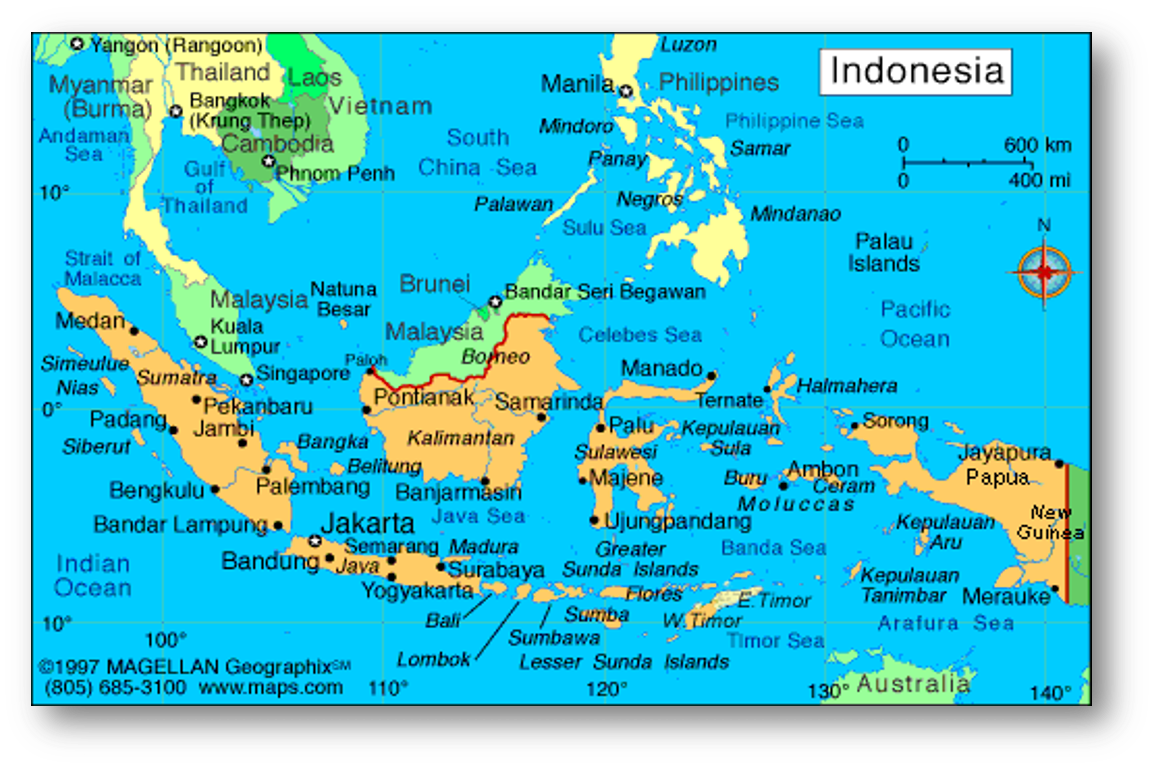 Indonesia
Yangon (Rangoon)
Luzon
Thailand
Laos
Myanmar
(Burma)
Manila
Philippines
Bangkok
(Krung Thep)
Vietnam
Andaman
Sea
South
China Sea
Mindoro
Philippine Sea
Cambodia
Samar
0 600 km
0 400 mi
Gulf
of
Thailand
Phnom Penh
Panay
10°
Palawan
Negros
Mindanao
Sulu Sea
N
Palau
Islands
Strait of
Malacca
Brunei
Bandar Seri Begawan
Malaysia
Natuna
Besar
Pacific
Ocean
Medan
Kuala
Lumpur
Malaysia
Celebes Sea
Borneo
Paloh
Simeulue
Nias
Sumatra
Singapore
Manado
Halmahera
0°
Pekanbaru
Pontianak
Samarinda
Ternate
Padang
Jambi
Palu
Kepulauan
Sula
Sorong
Siberut
Bangka
Kalimantan
Sulawesi
Jayapura
Belitung
Majene
Buru
Ambon
Ceram
Papua
Bengkulu
Palembang
Banjarmasin
Moluccas
Bandar Lampung
Jakarta
Java Sea
Ujungpandang
Kepulauan
Aru
New
Guinea
Bandung
Java
Semarang
Madura
Greater
Sunda Islands
Banda Sea
Indian
Ocean
Surabaya
Yogyakarta
Flores
E.Timor
Kepulauan
Tanimbar
Merauke
10°
Bali
Sumba
W.Timor
Arafura Sea
100°
Sumbawa
Timor Sea
Lombok
Lesser Sunda Islands
©1997 MAGELLAN Geographix℠
(805) 685-3100 www.maps.com
110°
120°
130°
Australia
140°